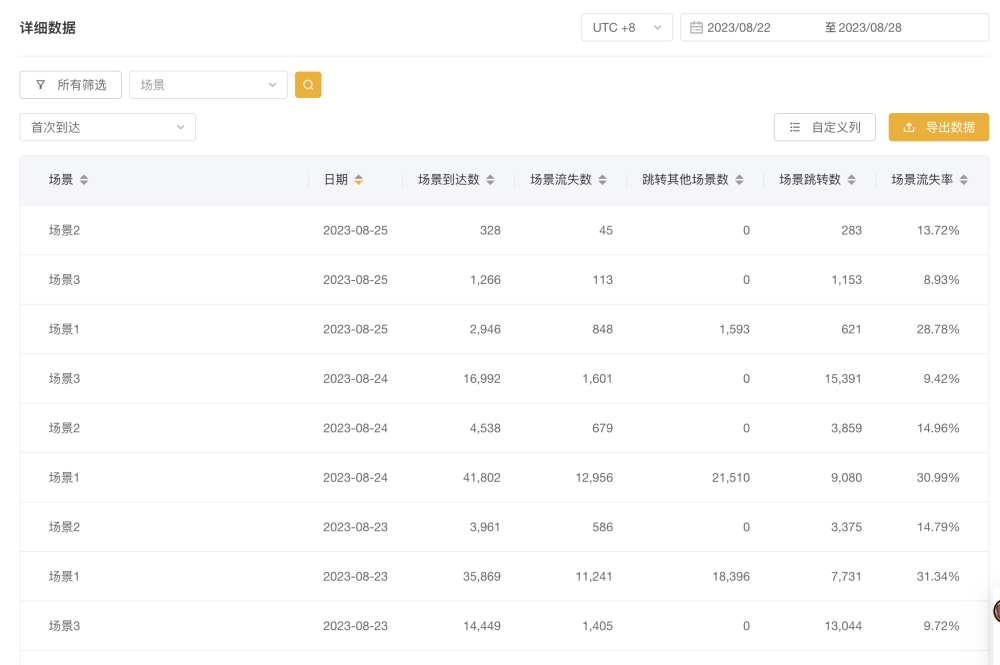 详细数据 UTC +8 2023/08/22 至 2023/08/28
所有筛选 场景
首次到达 自定义列 导出数据
场景 日期 场景到达数 场景流失数 跳转其他场景数 场景跳转数 场景流失率
场景2 2023-08-25 328 45 0 283 13.72%
场景3 2023-08-25 1,266 113 0 1,153 8.93%
场景1 2023-08-25 2,946 848 1,593 621 28.78%
场景3 2023-08-24 16,992 1,601 0 15,391 9.42%
场景2 2023-08-24 4,538 679 0 3,859 14.96%
场景1 2023-08-24 41,802 12,956 21,510 9,080 30.99%
场景2 2023-08-23 3,961 586 0 3,375 14.79%
场景1 2023-08-23 35,869 11,241 18,396 7,731 31.34%
场景3 2023-08-23 14,449 1,405 0 13,044 9.72%